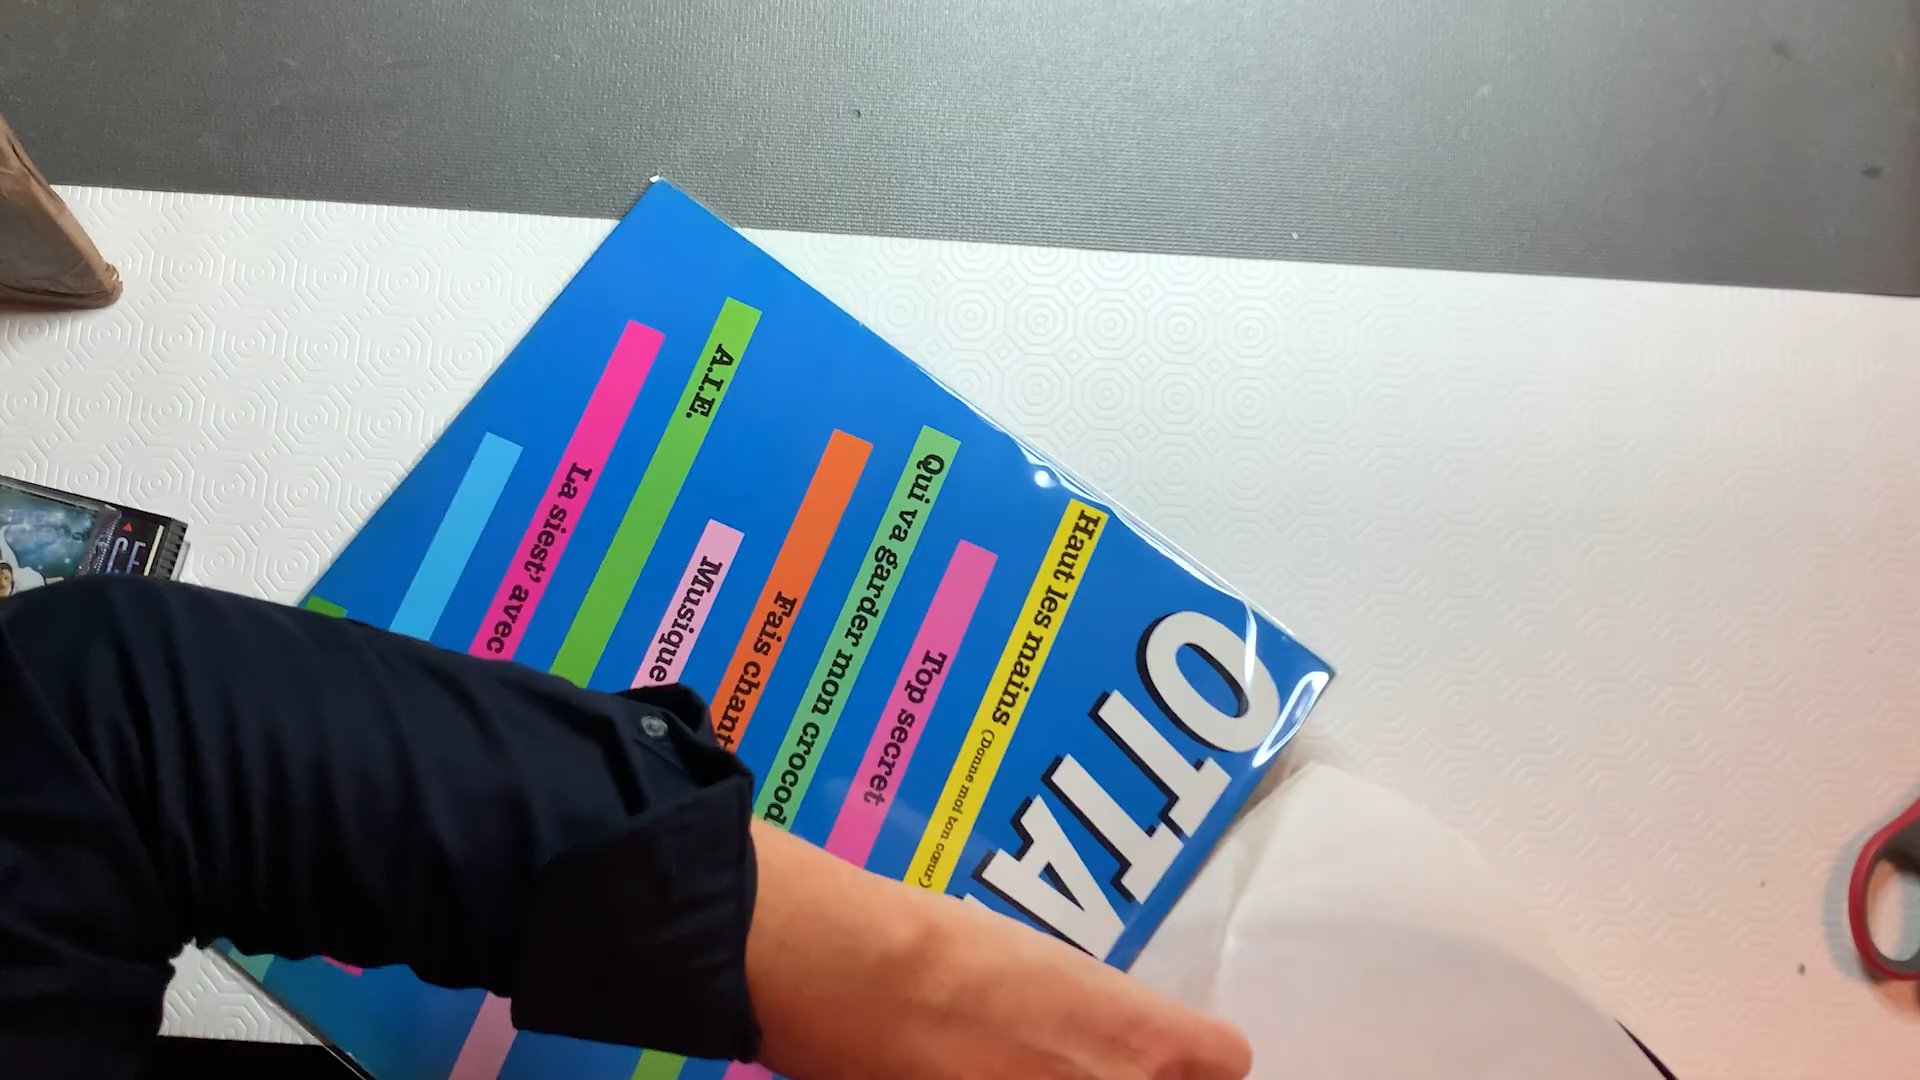 OTTA
Haut les mains (Donne moi ton cœur)
Top secret
Qui va garder mon crocod
Fais chant
Musique
A.I.E.
La siest' avec